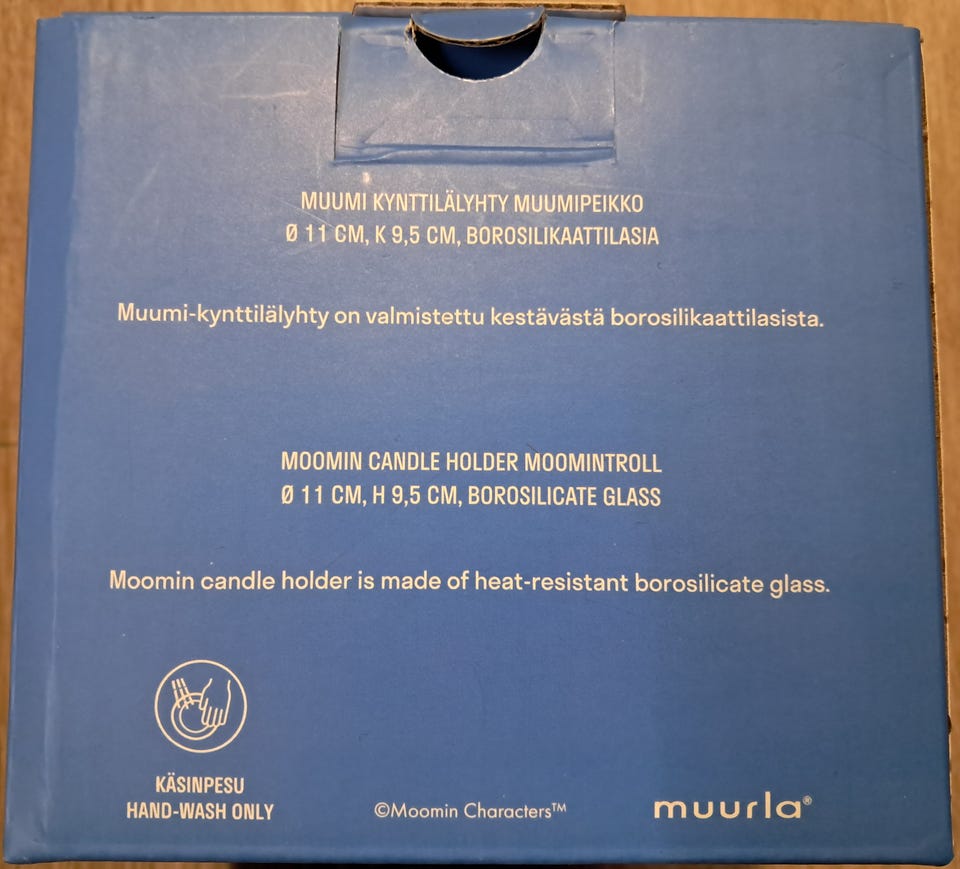 MUUMI KYNTTILÄLYHTY MUUMIPEIKKO
Ø 11 CM, K 9,5 CM, BOROSILIKAATTILASIA
Muumi-kynttilälyhty on valmistettu kestävästä borosilikaattilasista.
MOOMIN CANDLE HOLDER MOOMINTROLL
Ø 11 CM, H 9,5 CM, BOROSILICATE GLASS
Moomin candle holder is made of heat-resistant borosilicate glass.
KÄSINPESU
HAND-WASH ONLY
©Moomin Characters™
muurla®